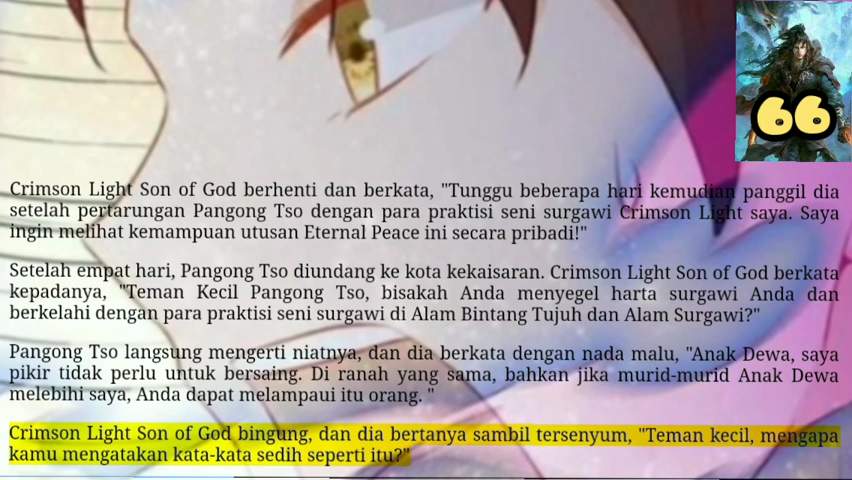 66
Crimson Light Son of God berhenti dan berkata, "Tunggu beberapa hari kemudian panggil dia
setelah pertarungan Pangong Tso dengan para praktisi seni surgawi Crimson Light saya. Saya
ingin melihat kemampuan utusan Eternal Peace ini secara pribadi!"
Setelah empat hari, Pangong Tso diundang ke kota kekaisaran. Crimson Light Son of God berkata
kepadanya, "Teman Kecil Pangong Tso, bisakah Anda menyegel harta surgawi Anda dan
berkelahi dengan para praktisi seni surgawi di Alam Bintang Tujuh dan Alam Surgawi?"
Pangong Tso langsung mengerti niatnya, dan dia berkata dengan nada malu, "Anak Dewa, saya
pikir tidak perlu untuk bersaing. Di ranah yang sama, bahkan jika murid-murid Anak Dewa
melebihi saya, Anda dapat melampaui itu orang. "
Crimson Light Son of God bingung, dan dia bertanya sambil tersenyum, "Teman kecil, mengapa
kamu mengatakan kata-kata sedih seperti itu?"